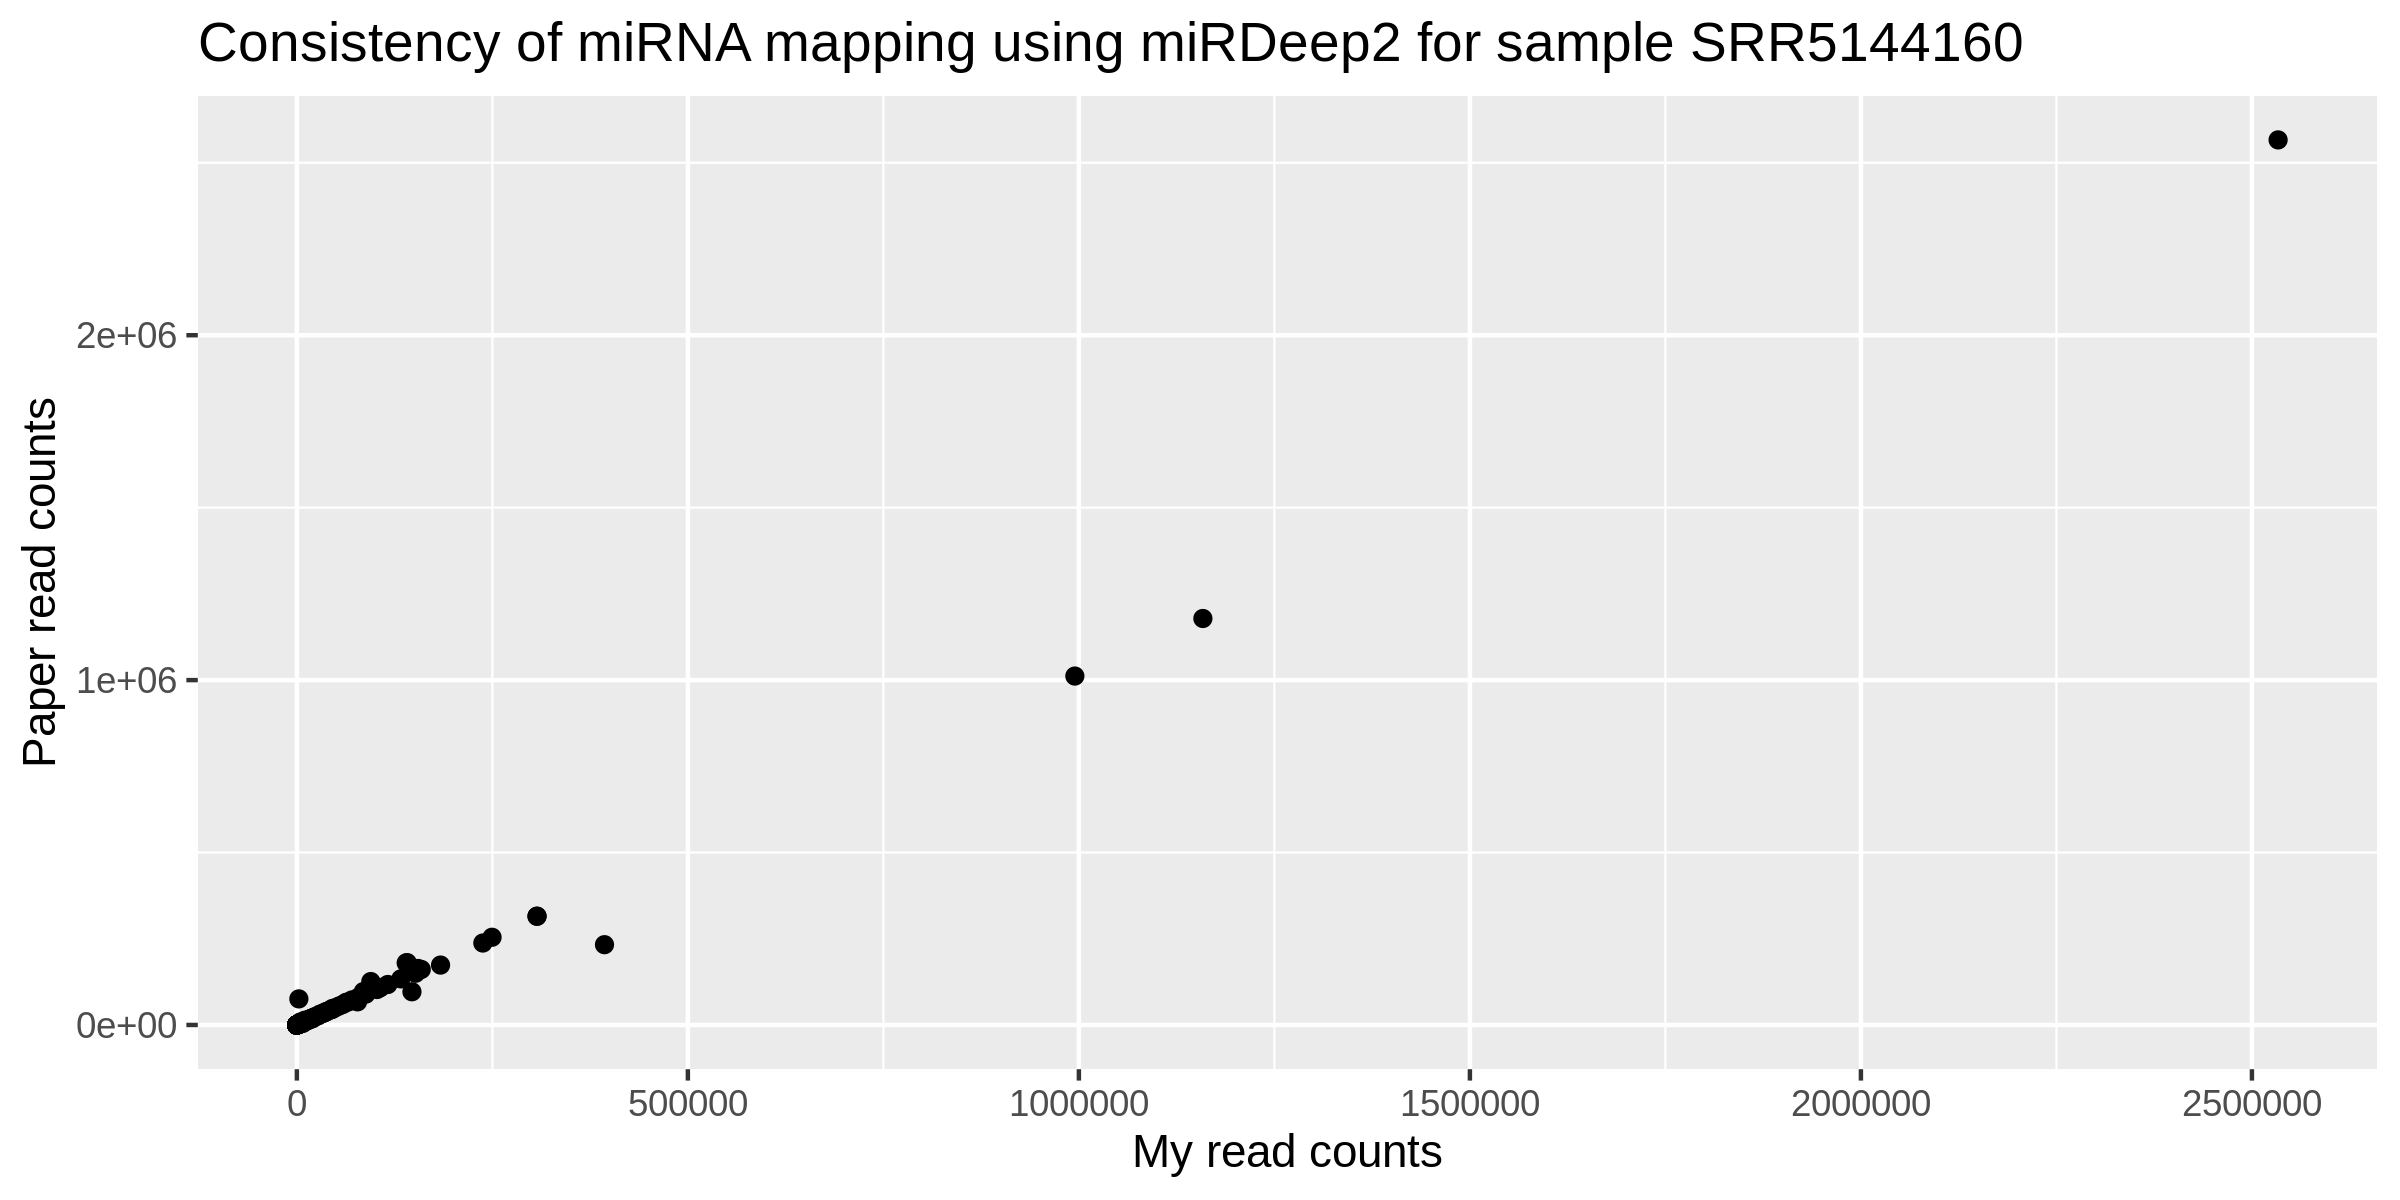 Consistency of miRNA mapping using miRDeep2 for sample SRR5144160
Paper read counts
2e+06
1e+06
0e+00
0 500000 1000000 1500000 2000000 2500000
My read counts